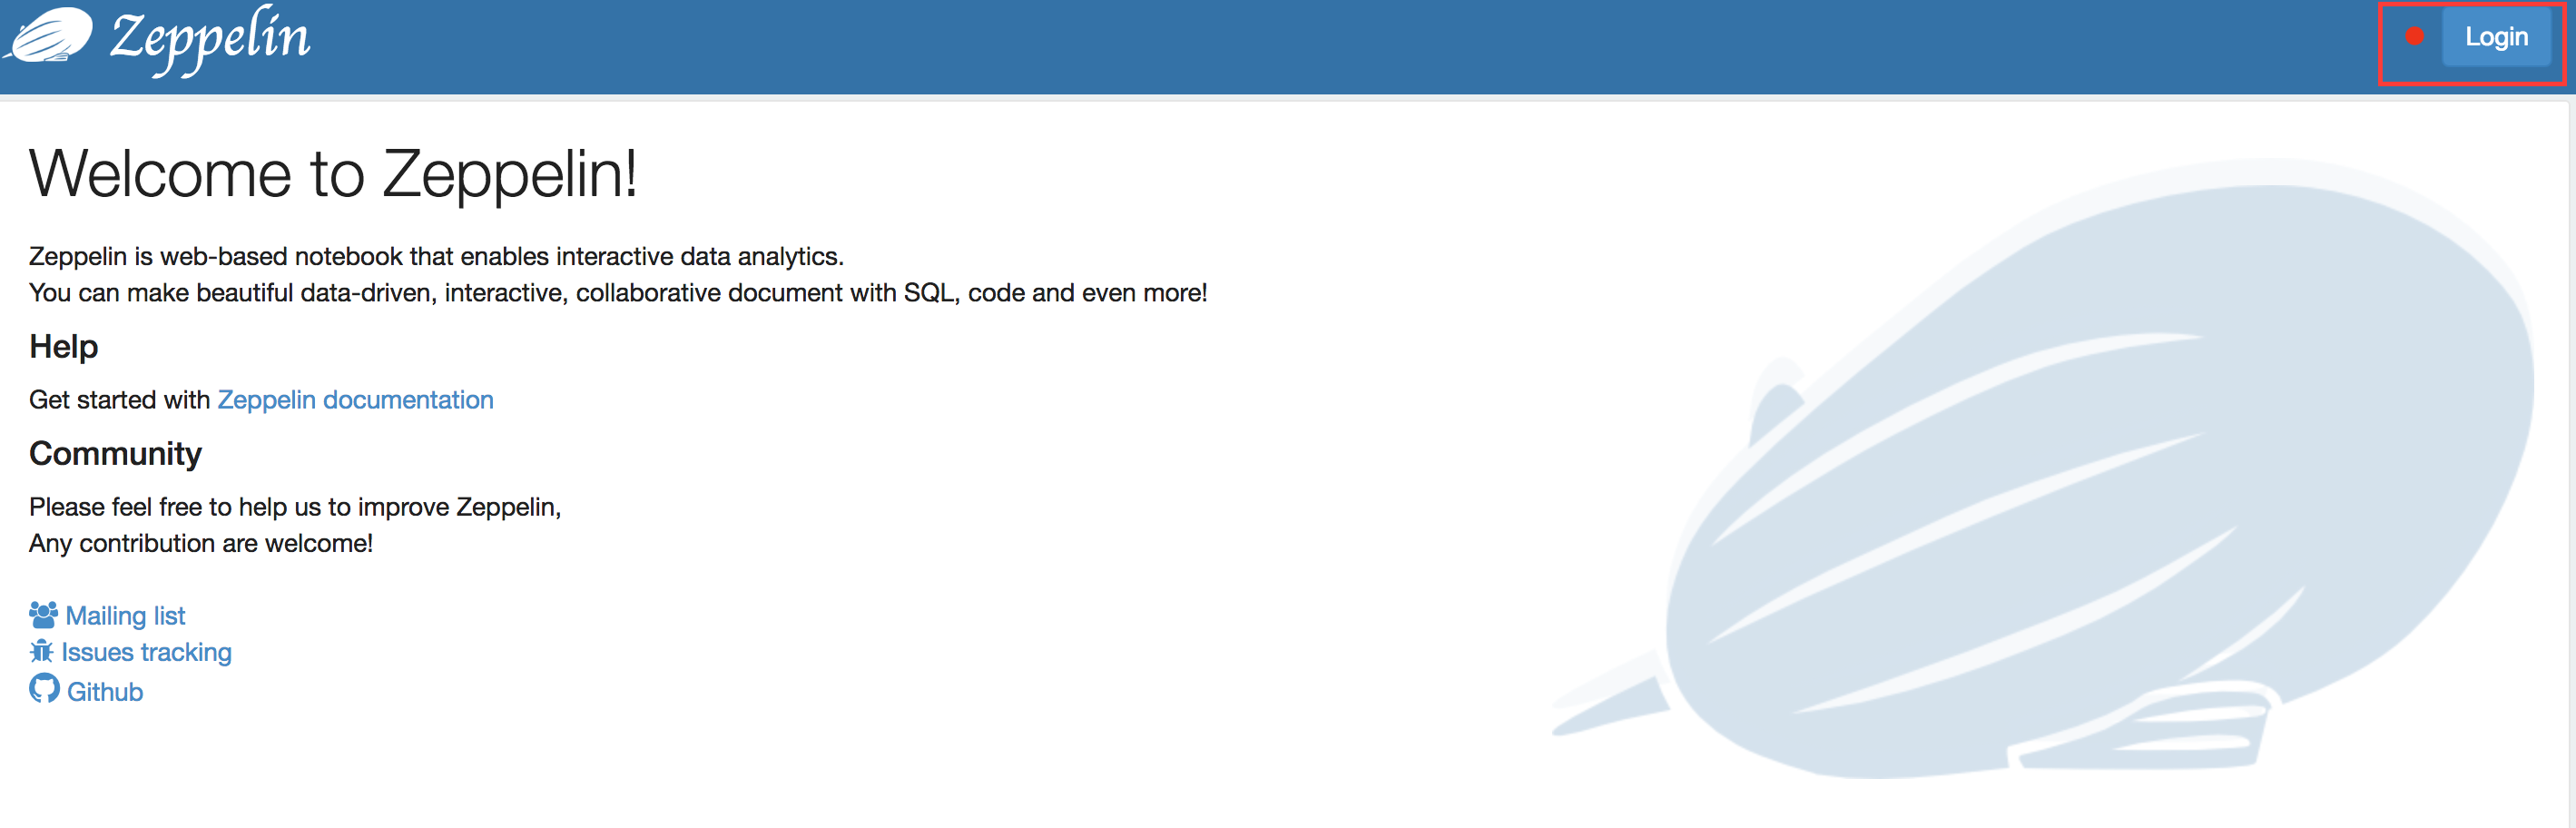 Zeppelin
Login
Welcome to Zeppelin!
Zeppelin is web-based notebook that enables interactive data analytics.
You can make beautiful data-driven, interactive, collaborative document with SQL, code and even more!
Help
Get started with Zeppelin documentation
Community
Please feel free to help us to improve Zeppelin,
Any contribution are welcome!
Mailing list
Issues tracking
Github